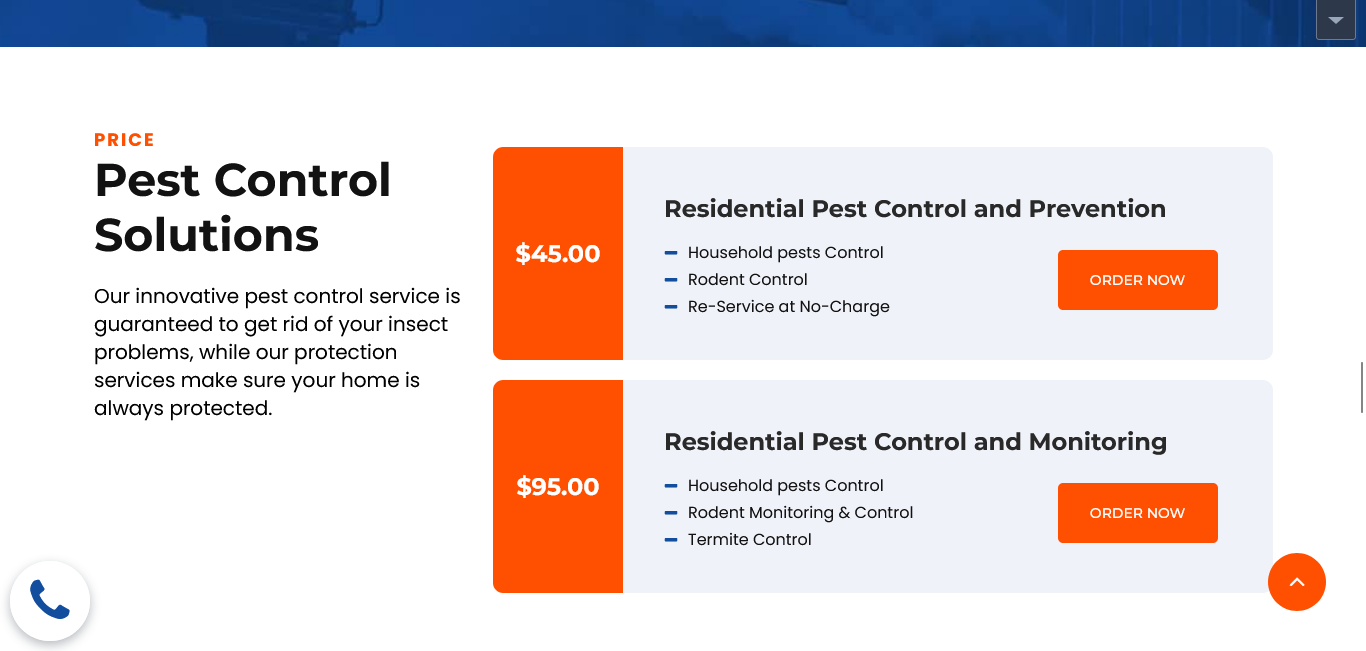 PRICE
Pest Control
Solutions
Our innovative pest control service is
guaranteed to get rid of your insect
problems, while our protection
services make sure your home is
always protected.
$45.00
Residential Pest Control and Prevention
Household pests Control
Rodent Control
Re-Service at No-Charge
ORDER NOW
$95.00
Residential Pest Control and Monitoring
Household pests Control
Rodent Monitoring & Control
Termite Control
ORDER NOW